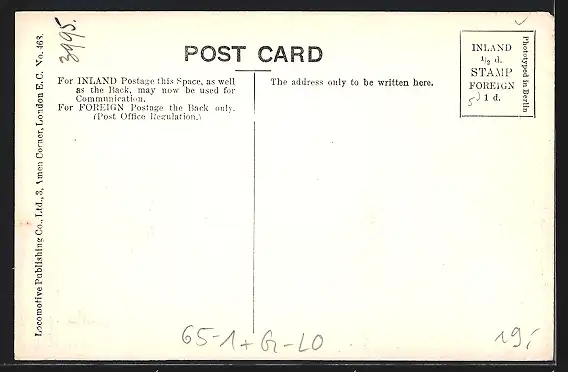 3995.
POST CARD
For INLAND Postage this Space, as well
as the Back, may now be used for
Communication.
For FOREIGN Postage the Back only.
(Post Office Regulation.)
The address only to be written here.
INLAND
½ d.
STAMP
FOREIGN
1 d.
Phototyped in Berlin
Locomotive Publishing Co., Ltd., 3, Amen Corner, London E. C. No. 463.
65-1+G-LO
19,-